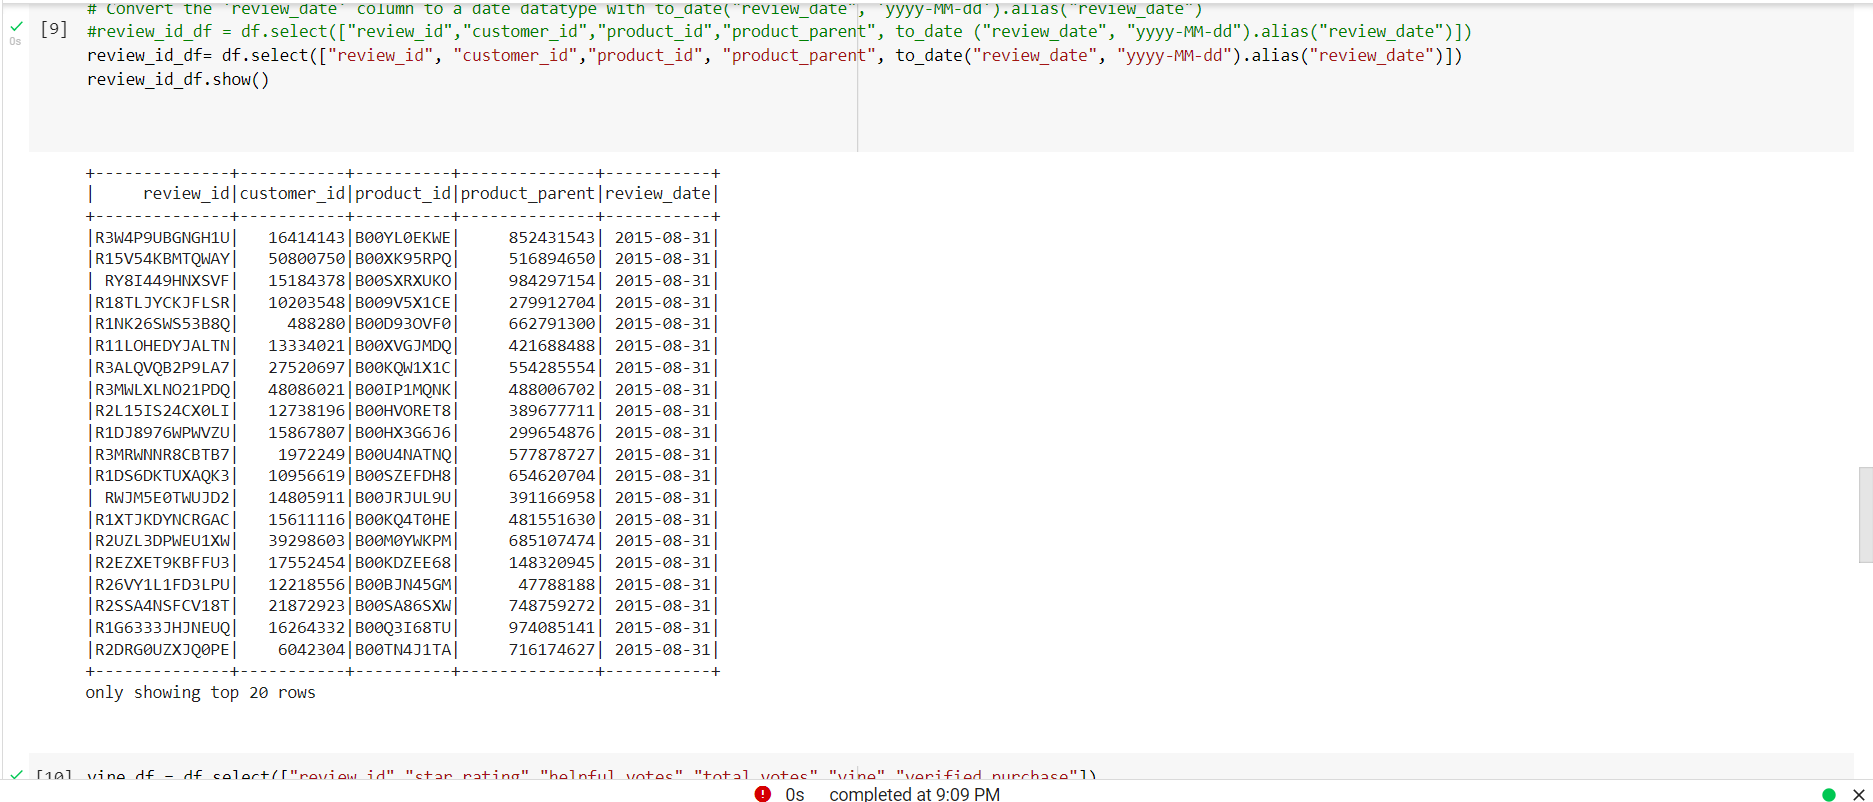 # Convert the 'review_date' column to a date datatype with to_date("review_date", 'yyyy-MM-dd').alias("review_date")
[9] #review_id_df = df.select(["review_id","customer_id","product_id","product_parent", to_date ("review_date", "yyyy-MM-dd").alias("review_date")])
0s
review_id_df= df.select(["review_id", "customer_id","product_id", "product_parent", to_date("review_date", "yyyy-MM-dd").alias("review_date")])
review_id_df.show()
+--------------+-----------+----------+--------------+-----------+
|     review_id|customer_id|product_id|product_parent|review_date|
+--------------+-----------+----------+--------------+-----------+
|R3W4P9UBGNGH1U|   16414143|B00YL0EKWE|     852431543| 2015-08-31|
|R15V54KBMTQWAY|   50800750|B00XK95RPQ|     516894650| 2015-08-31|
| RY8I449HNXSVF|   15184378|B00SXRXUKO|     984297154| 2015-08-31|
|R18TLJYCKJFLSR|   10203548|B009V5X1CE|     279912704| 2015-08-31|
|R1NK26SWS53B8Q|     488280|B00D93OVF0|     662791300| 2015-08-31|
|R11LOHEDYJALTN|   13334021|B00XVGJMDQ|     421688488| 2015-08-31|
|R3ALQVQB2P9LA7|   27520697|B00KQW1X1C|     554285554| 2015-08-31|
|R3MWLXLNO21PDQ|   48086021|B00IP1MQNK|     488006702| 2015-08-31|
|R2L15IS24CX0LI|   12738196|B00HVORET8|     389677711| 2015-08-31|
|R1DJ8976WPWVZU|   15867807|B00HX3G6J6|     299654876| 2015-08-31|
|R3MRWNNR8CBTB7|    1972249|B00U4NATNQ|     577878727| 2015-08-31|
|R1DS6DKTUXAQK3|   10956619|B00SZEFDH8|     654620704| 2015-08-31|
| RWJM5E0TWUJD2|   14805911|B00JRJUL9U|     391166958| 2015-08-31|
|R1XTJKDYNCRGAC|   15611116|B00KQ4T0HE|     481551630| 2015-08-31|
|R2UZL3DPWEU1XW|   39298603|B00M0YWKPM|     685107474| 2015-08-31|
|R2EZXET9KBFFU3|   17552454|B00KDZEE68|     148320945| 2015-08-31|
|R26VY1L1FD3LPU|   12218556|B00BJN45GM|      47788188| 2015-08-31|
|R2SSA4NSFCV18T|   21872923|B00SA86SXW|     748759272| 2015-08-31|
|R1G6333JHJNEUQ|   16264332|B00Q3I68TU|     974085141| 2015-08-31|
|R2DRG0UZXJQ0PE|    6042304|B00TN4J1TA|     716174627| 2015-08-31|
+--------------+-----------+----------+--------------+-----------+
only showing top 20 rows
[10] vine_df = df.select(["review_id","star_rating","helpful_votes","total_votes","vine","verified_purchase"])
0s completed at 9:09 PM